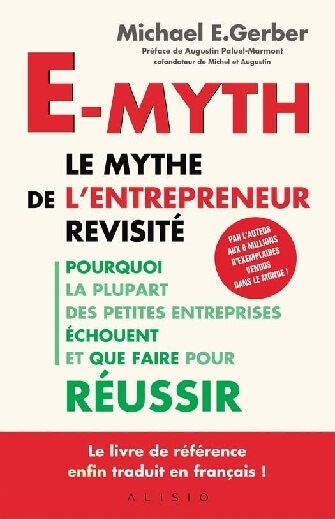 Michael E.Gerber
Préface de Augustin Paluel-Marmont
cofondateur de Michel et Augustin
E-MYTH
LE MYTHE
DE L'ENTREPRENEUR
REVISITÉ
PAR L'AUTEUR
AUX 6 MILLIONS
D'EXEMPLAIRES
VENDUS
DANS LE MONDE !
POURQUOI
LA PLUPART
DES PETITES ENTREPRISES
ÉCHOUENT
ET QUE FAIRE POUR
RÉUSSIR
Le livre de référence
enfin traduit en français !
ALISIO